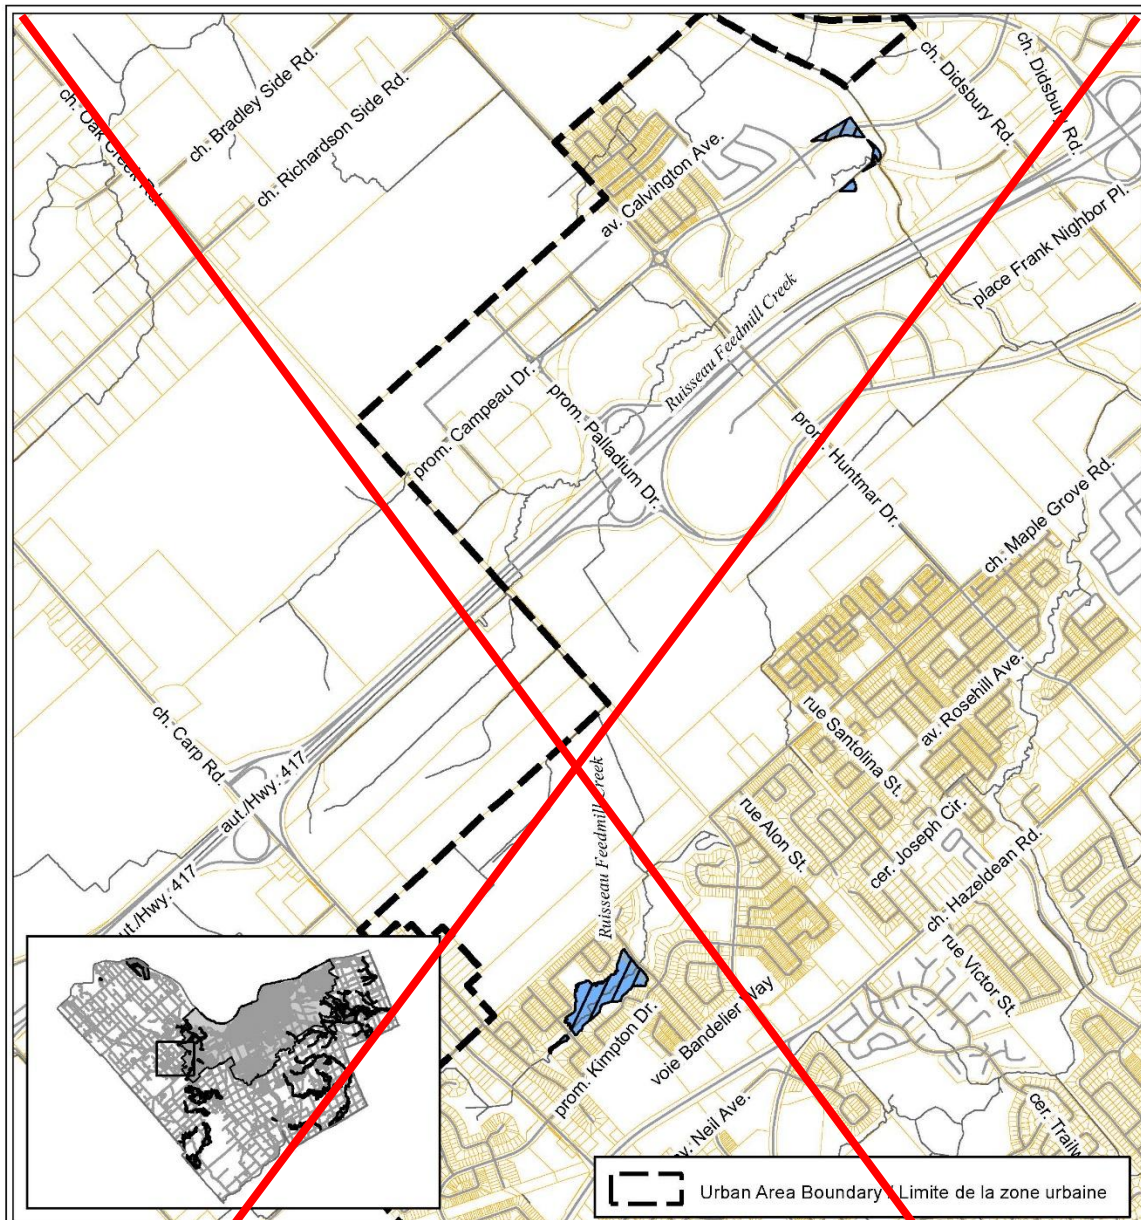 ch. Didsbury Rd.
ch. Didsbury Rd.
ch. Bradley Side Rd.
ch. Oak Creek Rd.
ch. Richardson Side Rd.
av. Calvington Ave.
place Frank Nighbor Pl.
Ruisseau Feedmill Creek
prom. Campeau Dr.
prom. Palladium Dr.
prom. Huntmar Dr.
ch. Maple Grove Rd.
ch. Carp Rd.
aut./Hwy. 417
aut./Hwy. 417
rue Santolina St.
av. Rosehill Ave.
Ruisseau Feedmill Creek
rue Alon St.
cer. Joseph Cir.
ch. Hazeldean Rd.
rue Victor St.
prom. Kimpton Dr.
voie Bandelier Way
av. Neil Ave.
cer. Trailw
Urban Area Boundary / Limite de la zone urbaine